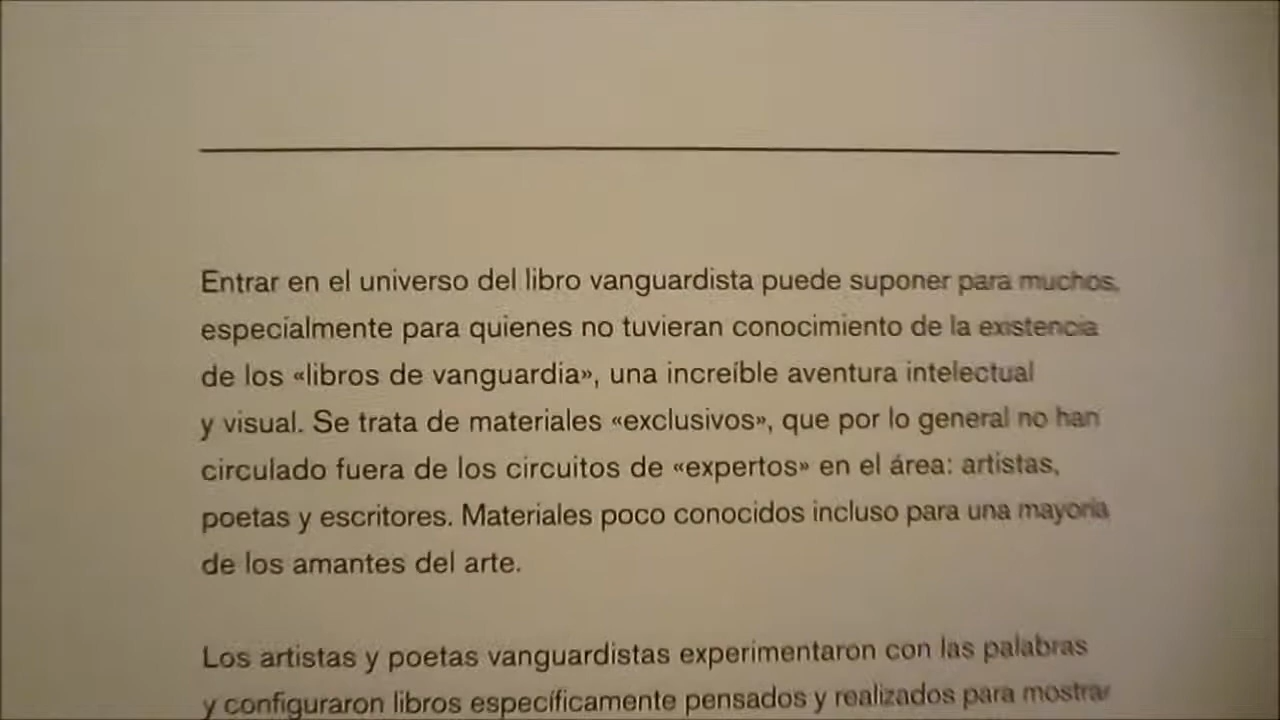 Entrar en el universo del libro vanguardista puede suponer para muchos,
especialmente para quienes no tuvieran conocimiento de la existencia
de los «libros de vanguardia», una increíble aventura intelectual
y visual. Se trata de materiales «exclusivos», que por lo general no han
circulado fuera de los circuitos de «expertos» en el área: artistas,
poetas y escritores. Materiales poco conocidos incluso para una mayoría
de los amantes del arte.
Los artistas y poetas vanguardistas experimentaron con las palabras
y configuraron libros específicamente pensados y realizados para mostrar